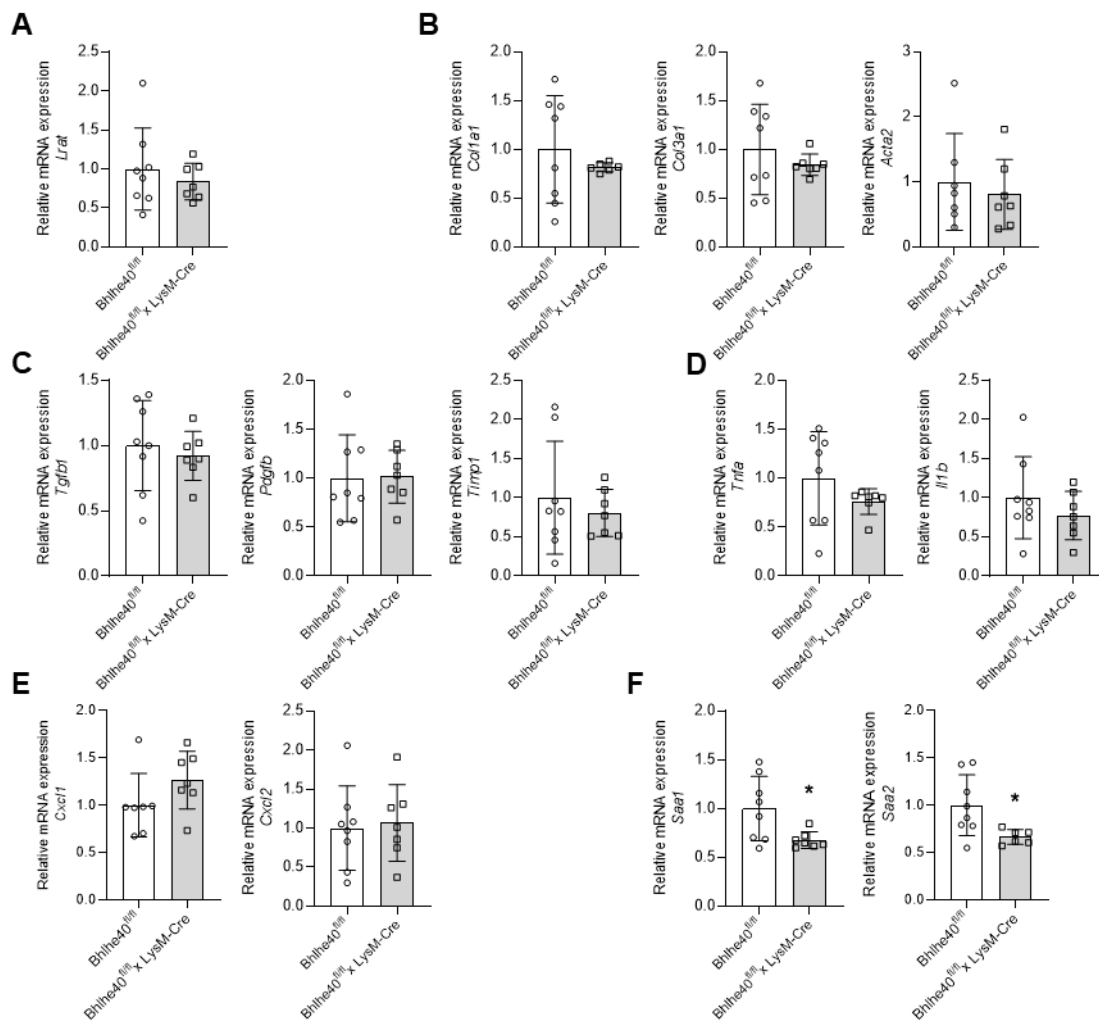 A
Relative mRNA expression
Lrat
2.5
2.0
1.5
1.0
0.5
0.0
Bhlhe40fl/fl
Bhlhe40fl/fl x LysM-Cre
B
Relative mRNA expression
Col1a1
2.0
1.5
1.0
0.5
0.0
Bhlhe40fl/fl
Bhlhe40fl/fl x LysM-Cre
Relative mRNA expression
Col3a1
2.0
1.5
1.0
0.5
0.0
Bhlhe40fl/fl
Bhlhe40fl/fl x LysM-Cre
Relative mRNA expression
Acta2
3
2
1
0
Bhlhe40fl/fl
Bhlhe40fl/fl x LysM-Cre
C
Relative mRNA expression
Tgfb1
1.5
1.0
0.5
0.0
Bhlhe40fl/fl
Bhlhe40fl/fl x LysM-Cre
Relative mRNA expression
Pdgfb
2.0
1.5
1.0
0.5
0.0
Bhlhe40fl/fl
Bhlhe40fl/fl x LysM-Cre
Relative mRNA expression
Timp1
2.5
2.0
1.5
1.0
0.5
0.0
Bhlhe40fl/fl
Bhlhe40fl/fl x LysM-Cre
D
Relative mRNA expression
Tnfa
2.0
1.5
1.0
0.5
0.0
Bhlhe40fl/fl
Bhlhe40fl/fl x LysM-Cre
Relative mRNA expression
Il1b
2.5
2.0
1.5
1.0
0.5
0.0
Bhlhe40fl/fl
Bhlhe40fl/fl x LysM-Cre
E
Relative mRNA expression
Cxcl1
2.0
1.5
1.0
0.5
0.0
Bhlhe40fl/fl
Bhlhe40fl/fl x LysM-Cre
Relative mRNA expression
Cxcl2
2.5
2.0
1.5
1.0
0.5
0.0
Bhlhe40fl/fl
Bhlhe40fl/fl x LysM-Cre
F
Relative mRNA expression
Saa1
2.0
1.5
1.0
0.5
0.0
*
Bhlhe40fl/fl
Bhlhe40fl/fl x LysM-Cre
Relative mRNA expression
Saa2
2.0
1.5
1.0
0.5
0.0
*
Bhlhe40fl/fl
Bhlhe40fl/fl x LysM-Cre